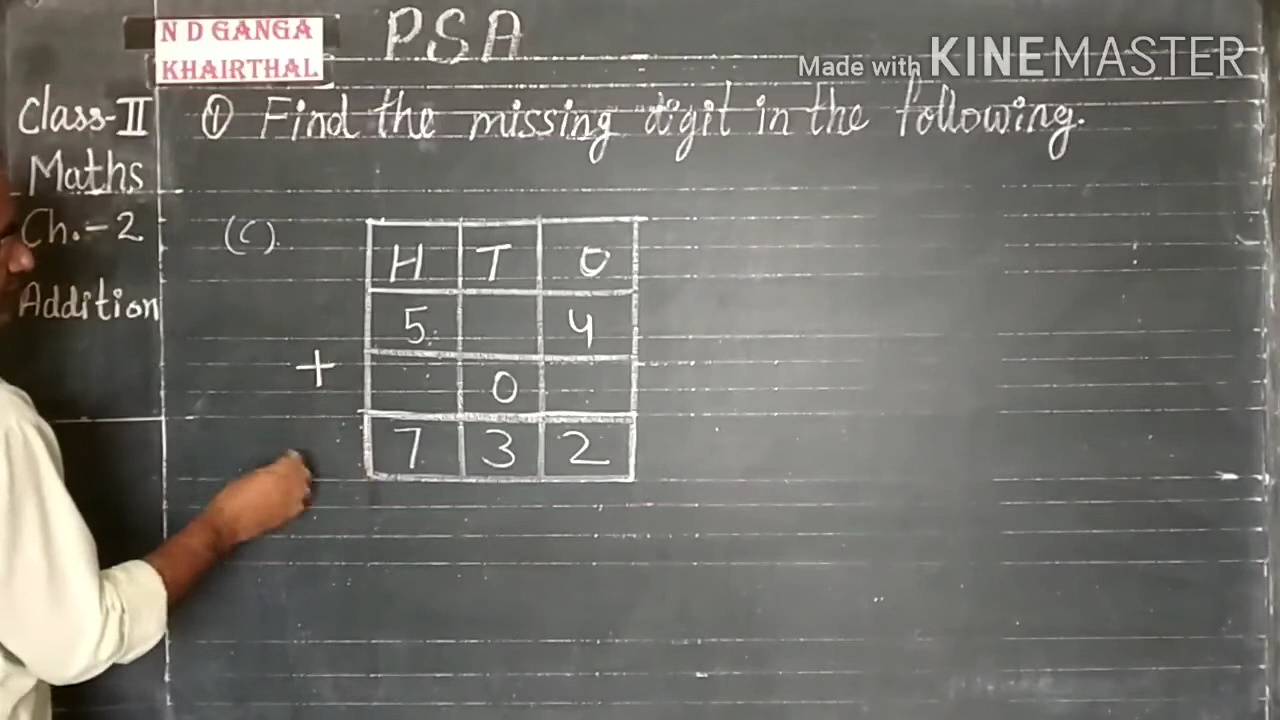 N D GANGA
KHAIRTHAL
PSA
Made with KINEMASTER
Class-II
Maths
Ch.-2
Addition
① Find the missing digit in the following.
(C).
H T O
5 4
+ 0
7 3 2